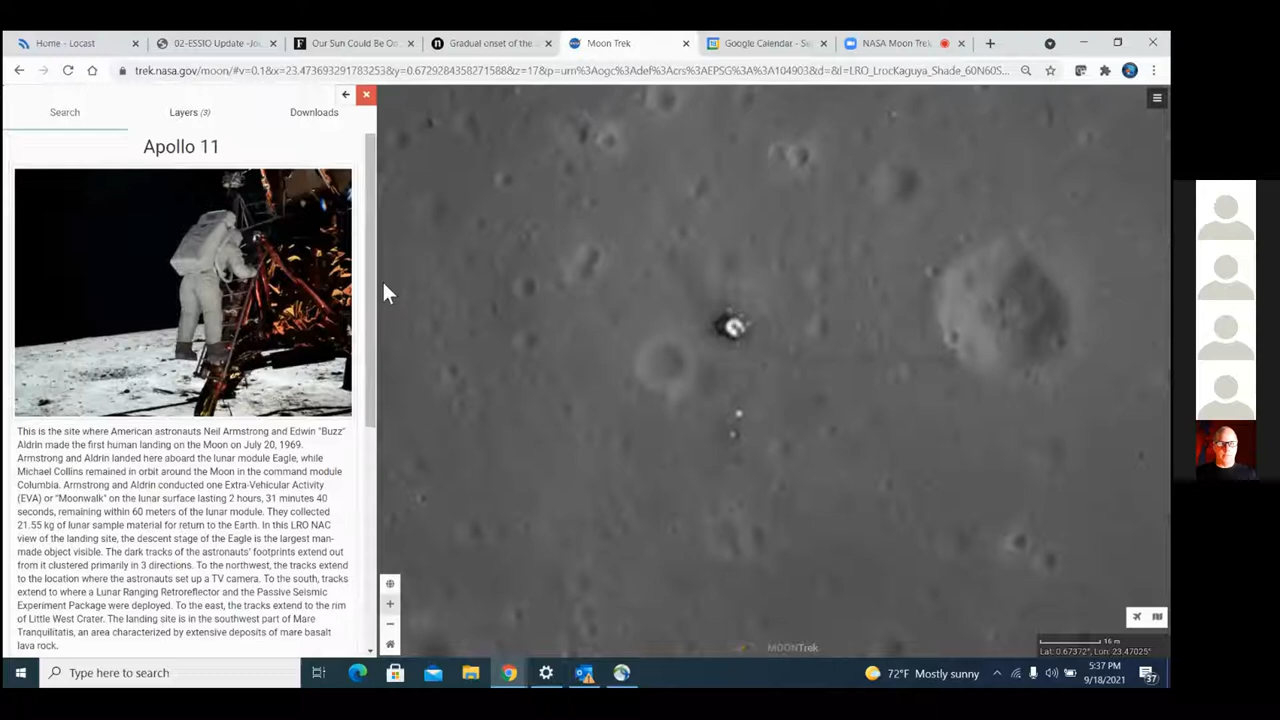 Home - Locast
02-ESSIO Update -Jo
Our Sun Could Be On
Gradual onset of the
Moon Trek
Google Calendar - Se
NASA Moon Trek
trek.nasa.gov/moon/#v=0.1&x=23.473693291783253&y=0.6729284358271588&z=17&p=urn%3Aogc%3Adef%3Acrs%3AEPSG%3A%3A104903&d=&l=LRO_LrocKaguya_Shade_60N60S...
Search
Layers (3)
Downloads
Apollo 11
This is the site where American astronauts Neil Armstrong and Edwin "Buzz"
Aldrin made the first human landing on the Moon on July 20, 1969.
Armstrong and Aldrin landed here aboard the lunar module Eagle, while
Michael Collins remained in orbit around the Moon in the command module
Columbia. Armstrong and Aldrin conducted one Extra-Vehicular Activity
(EVA) or "Moonwalk" on the lunar surface lasting 2 hours, 31 minutes 40
seconds, remaining within 60 meters of the lunar module. They collected
21.55 kg of lunar sample material for return to the Earth. In this LRO NAC
view of the landing site, the descent stage of the Eagle is the largest man-
made object visible. The dark tracks of the astronauts' footprints extend out
from it clustered primarily in 3 directions. To the northwest, the tracks extend
to the location where the astronauts set up a TV camera. To the south, tracks
extend to where a Lunar Ranging Retroreflector and the Passive Seismic
Experiment Package were deployed. To the east, the tracks extend to the rim
of Little West Crater. The landing site is in the southwest part of Mare
Tranquilitatis, an area characterized by extensive deposits of mare basalt
lava rock.
MOONTrek
16 m
Lat: 0.67372°, Lon: 23.47025°
Type here to search
72°F Mostly sunny
5:37 PM
9/18/2021
37